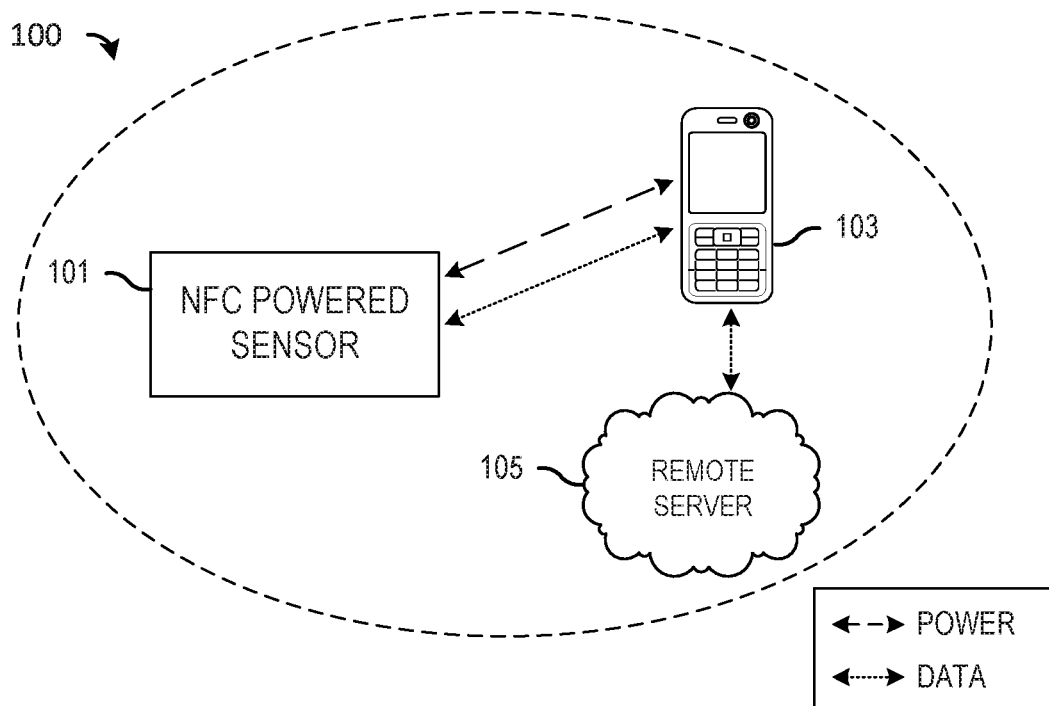 100
103
101
NFC POWERED
SENSOR
105
REMOTE
SERVER
POWER
DATA